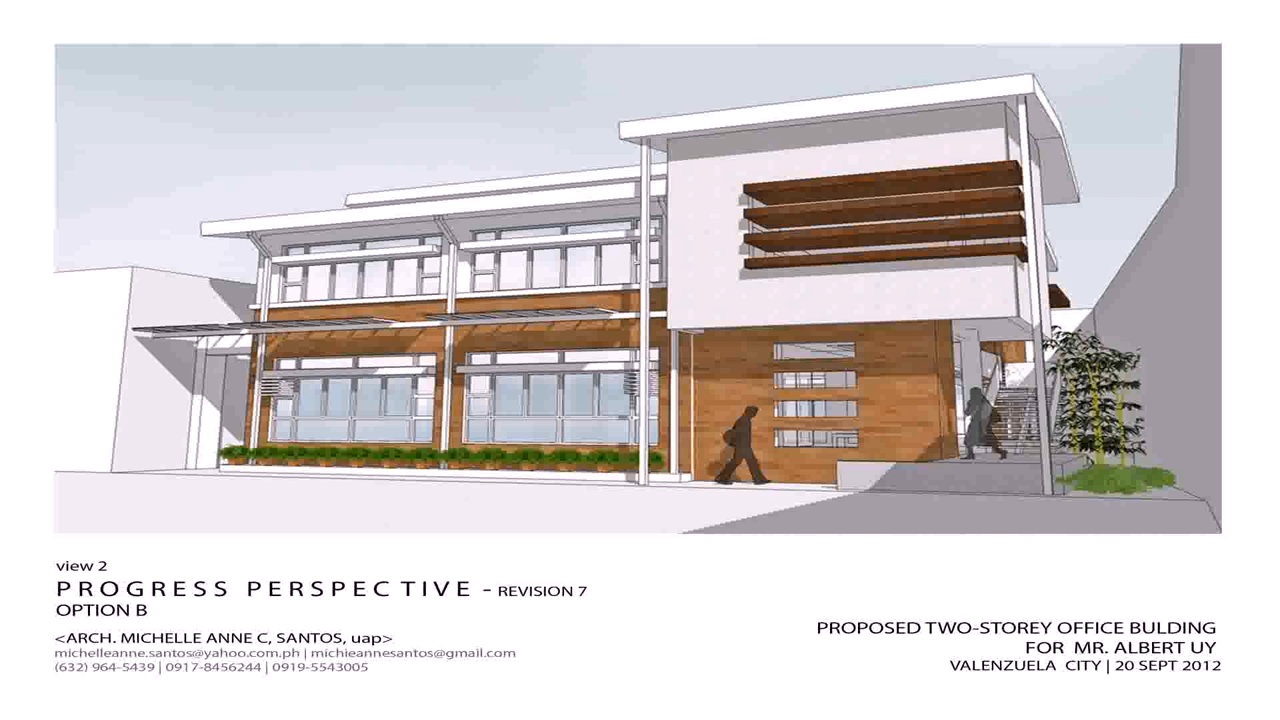 view 2
PROGRESS PERSPECTIVE - REVISION 7
OPTION B
<ARCH. MICHELLE ANNE C, SANTOS, uap>
michelleanne.santos@yahoo.com.ph | michieannesantos@gmail.com
(632) 964-5439 | 0917-8456244 | 0919-5543005
PROPOSED TWO-STOREY OFFICE BULDING
FOR MR. ALBERT UY
VALENZUELA CITY | 20 SEPT 2012